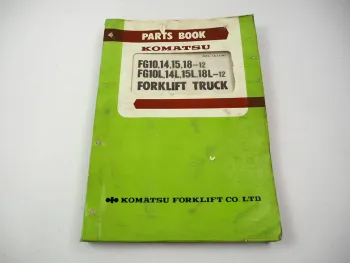 PARTS BOOK
KOMATSU
FG10,14,15,18-12
FG10L,14L,15L,18L-12
FORKLIFT TRUCK
KOMATSU FORKLIFT CO. LTD